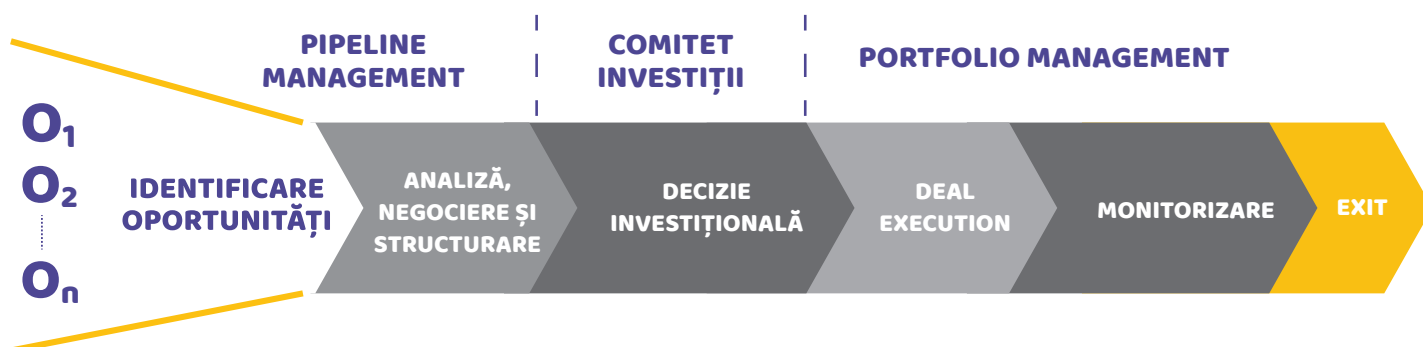 PIPELINE
MANAGEMENT
COMITET
INVESTIȚII
PORTFOLIO MANAGEMENT
O1
O2
On
IDENTIFICARE
OPORTUNITĂȚI
ANALIZĂ,
NEGOCIERE ȘI
STRUCTURARE
DECIZIE
INVESTIȚIONALĂ
DEAL
EXECUTION
MONITORIZARE
EXIT